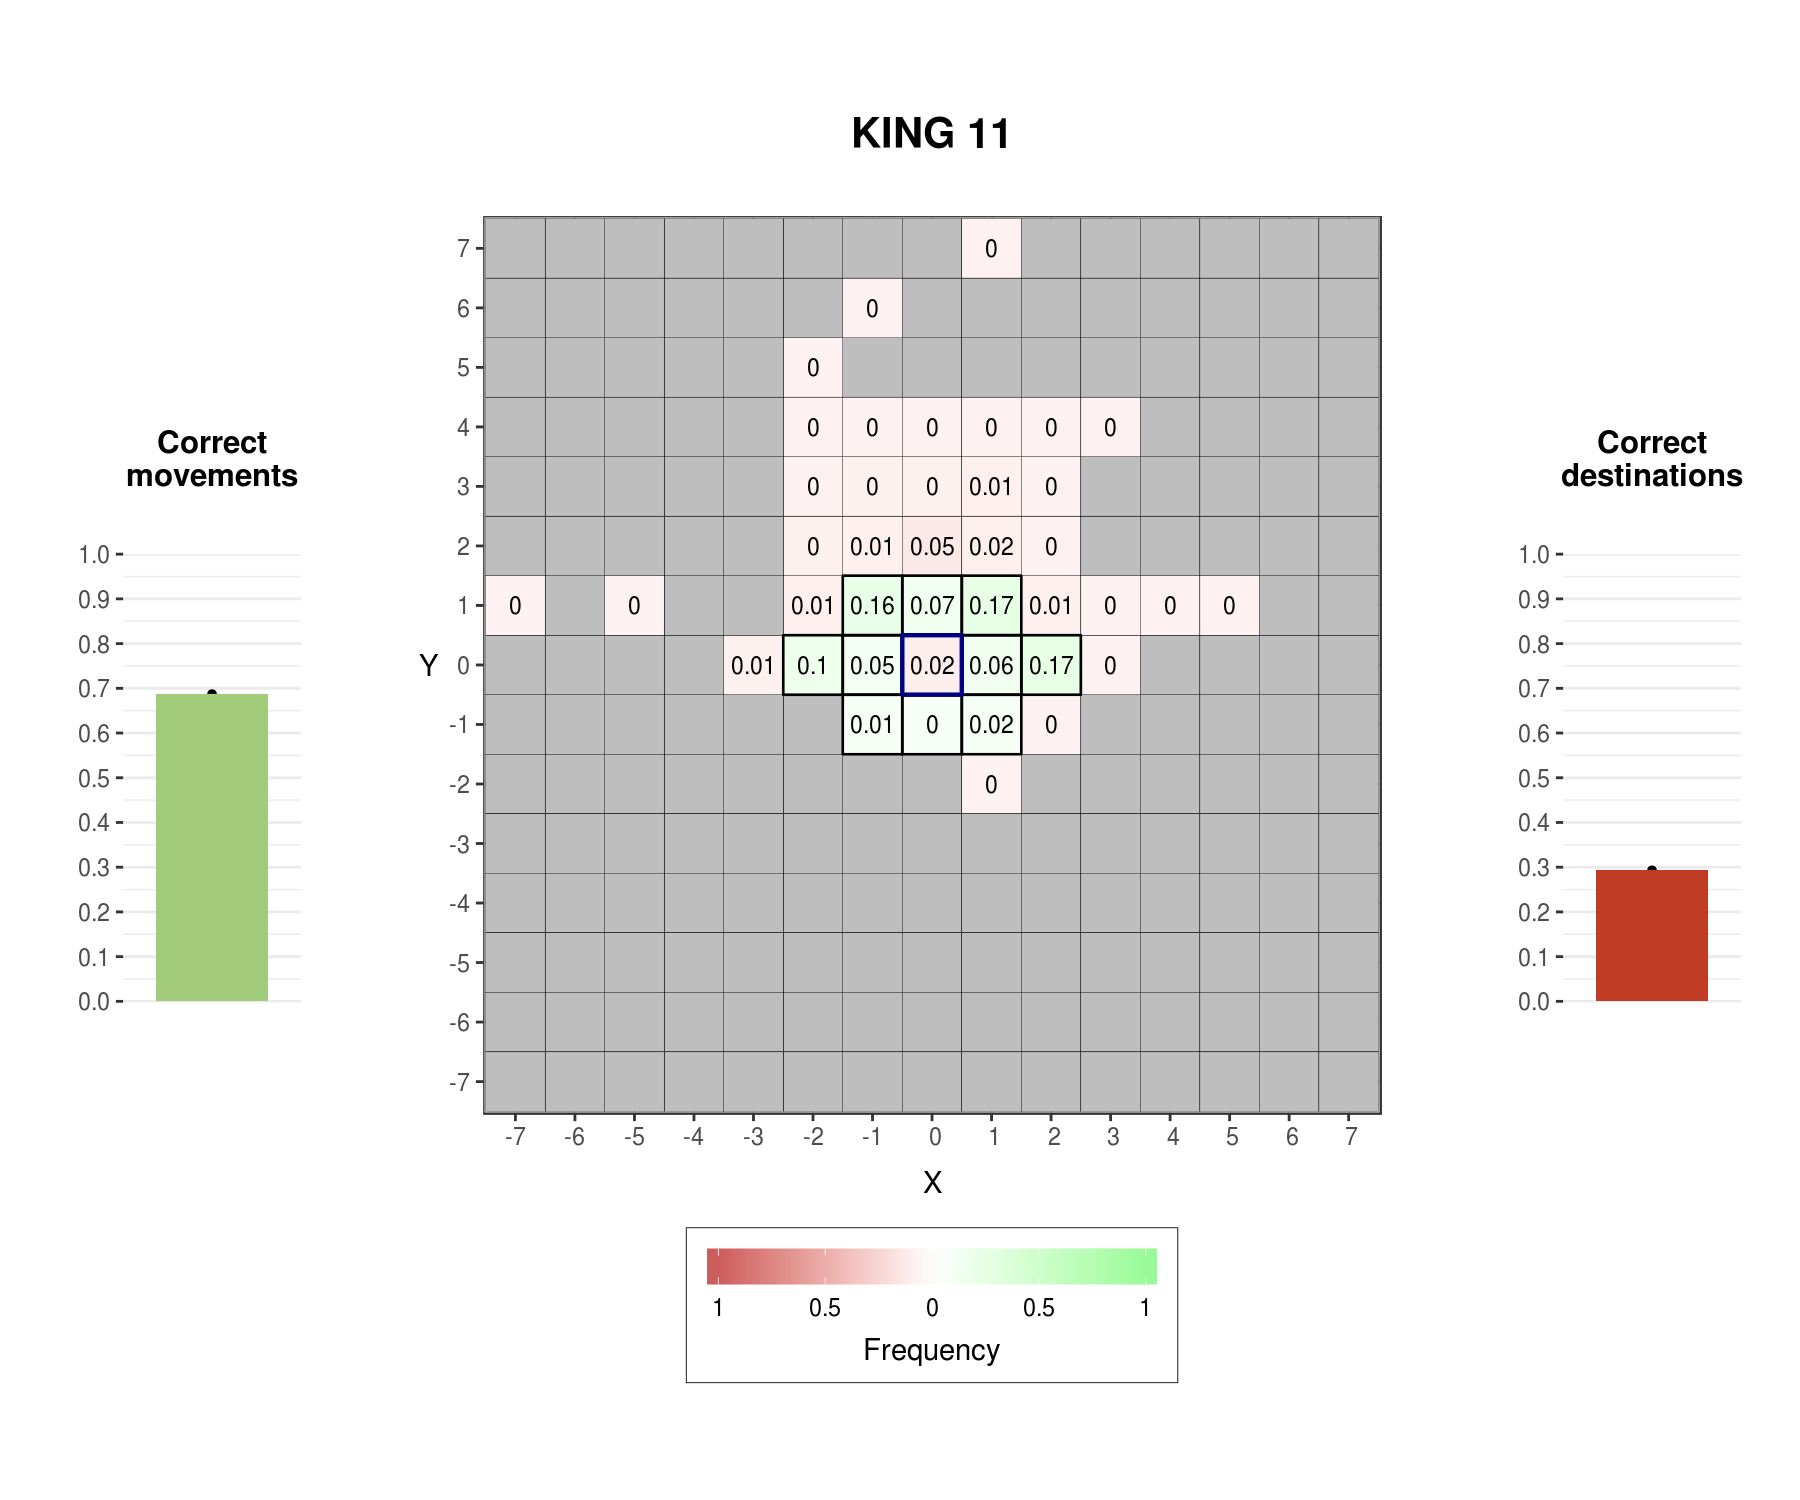 KING 11
Correct
movements
1.0
0.9
0.8
0.7
0.6
0.5
0.4
0.3
0.2
0.1
0.0
Y
7 0
6 0
5 0
4 0 0 0 0 0 0
3 0 0 0 0.01 0
2 0 0.01 0.05 0.02 0
1 0 0 0.01 0.16 0.07 0.17 0.01 0 0 0
0 0.01 0.1 0.05 0.02 0.06 0.17 0
-1 0.01 0 0.02 0
-2 0
-3
-4
-5
-6
-7
-7 -6 -5 -4 -3 -2 -1 0 1 2 3 4 5 6 7
X
1 0.5 0 0.5 1
Frequency
Correct
destinations
1.0
0.9
0.8
0.7
0.6
0.5
0.4
0.3
0.2
0.1
0.0